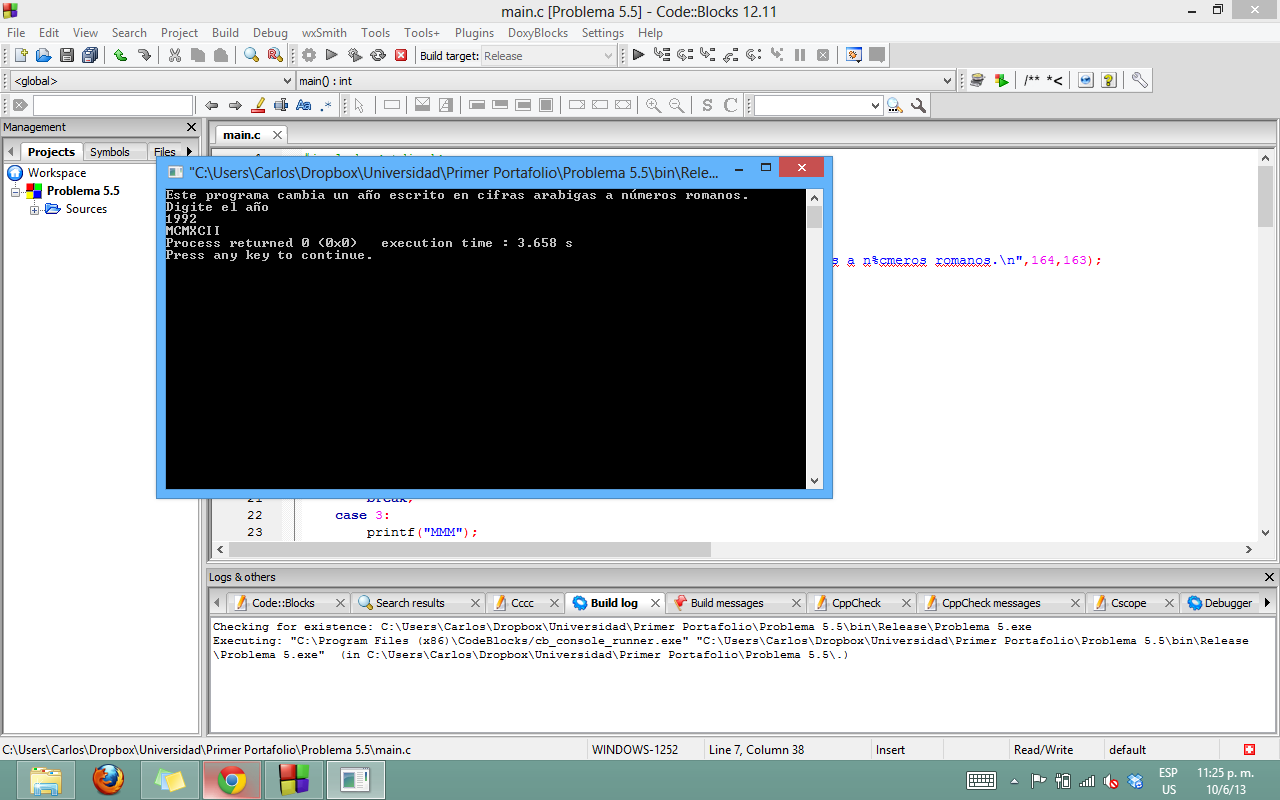 main.c [Problema 5.5] - Code::Blocks 12.11
File Edit View Search Project Build Debug wxSmith Tools Tools+ Plugins DoxyBlocks Settings Help
Build target: Release
<global> main() : int
/** *<
Management
main.c
Projects Symbols Files
Workspace
Problema 5.5
Sources
"C:\Users\Carlos\Dropbox\Universidad\Primer Portafolio\Problema 5.5\bin\Rele...
Este programa cambia un año escrito en cifras arabigas a números romanos.
Digite el año
1992
MCMXCII
Process returned 0 (0x0)   execution time : 3.658 s
Press any key to continue.
s a n%cmeros romanos.\n",164,163);
21 break;
22 case 3:
23 printf("MMM");
Logs & others
Code::Blocks Search results Cccc Build log Build messages CppCheck CppCheck messages Cscope Debugger
Checking for existence: C:\Users\Carlos\Dropbox\Universidad\Primer Portafolio\Problema 5.5\bin\Release\Problema 5.exe
Executing: "C:\Program Files (x86)\CodeBlocks/cb_console_runner.exe" "C:\Users\Carlos\Dropbox\Universidad\Primer Portafolio\Problema 5.5\bin\Release
\Problema 5.exe"  (in C:\Users\Carlos\Dropbox\Universidad\Primer Portafolio\Problema 5.5\.)
C:\Users\Carlos\Dropbox\Universidad\Primer Portafolio\Problema 5.5\main.c WINDOWS-1252 Line 7, Column 38 Insert Read/Write default
ESP 11:25 p. m.
US 10/6/13